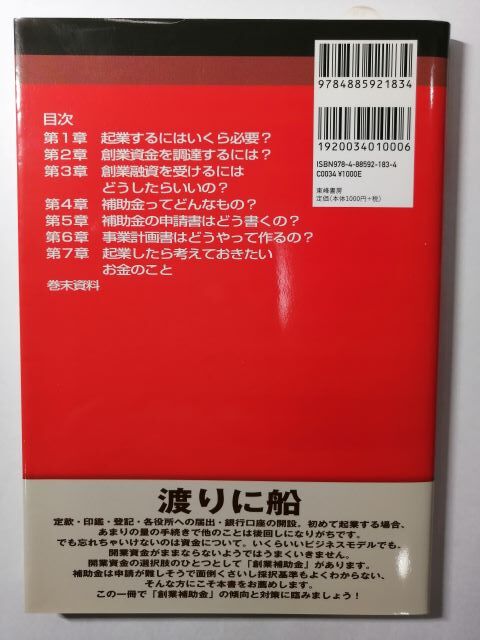 9784885921834
1920034010006
ISBN978-4-88592-183-4
C0034 ¥1000E
東峰書房
定価(本体1000円+税)
目次
第1章 起業するにはいくら必要?
第2章 創業資金を調達するには?
第3章 創業融資を受けるには
どうしたらいいの?
第4章 補助金ってどんなもの?
第5章 補助金の申請書はどう書くの?
第6章 事業計画書はどうやって作るの?
第7章 起業したら考えておきたい
お金のこと
巻末資料
渡りに船
定款・印鑑・登記・各役所への届出・銀行口座の開設。初めて起業する場合、
あまりの量の手続きで他のことは後回しになりがちです。
でも忘れちゃいけないのは資金について。いくらいいビジネスモデルでも、
開業資金がままならないようではうまくいきません。
開業資金の選択肢のひとつとして「創業補助金」があります。
補助金は申請が難しそうで面倒くさいし採択基準もよくわからない、
そんな方にこそ本書をお薦めします。
この一冊で「創業補助金」の傾向と対策に臨みましょう!